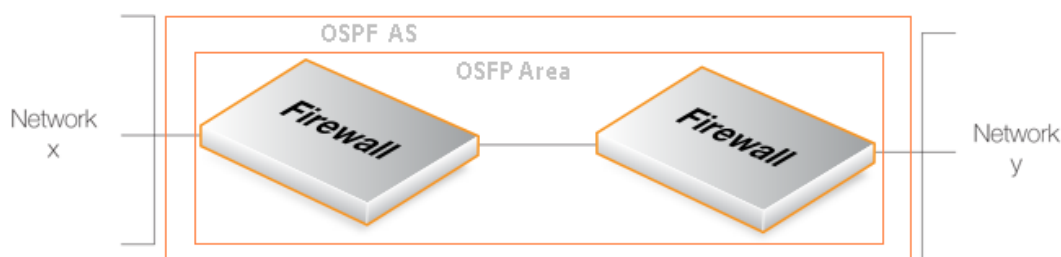 OSPF AS
OSFP Area
Firewall
Firewall
Network
x
Network
y